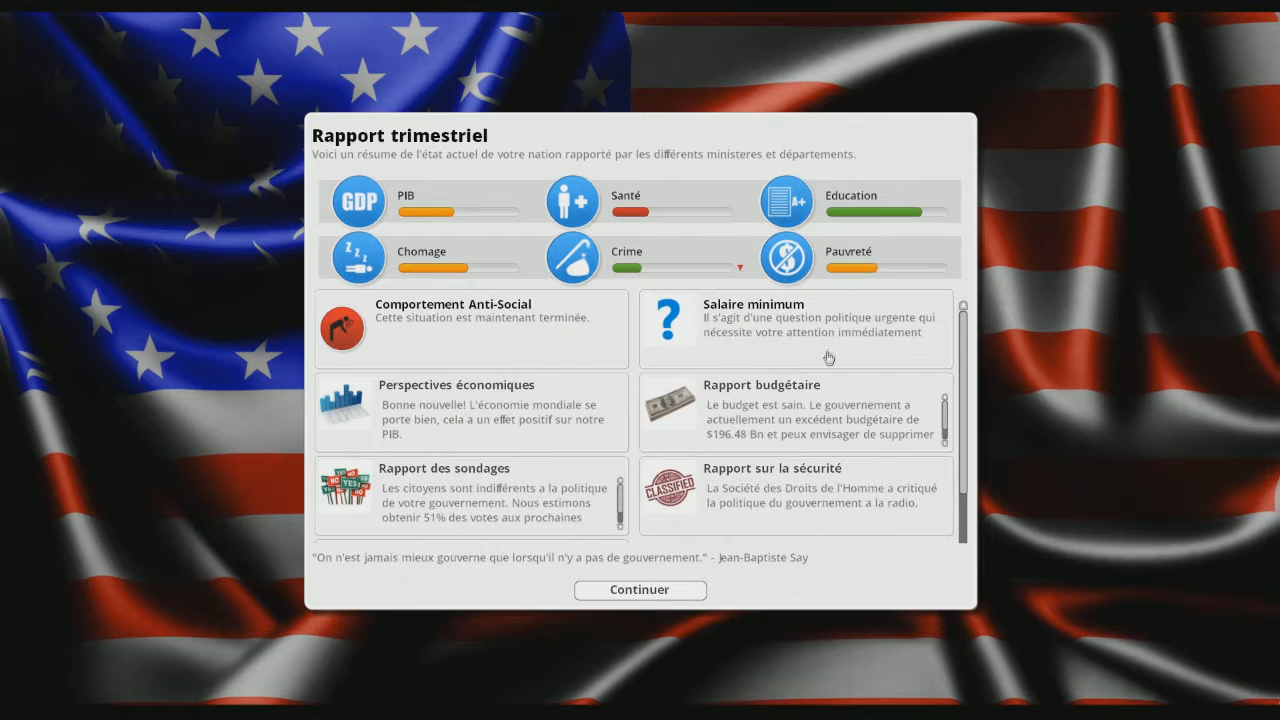 Rapport trimestriel
Voici un résume de l'état actuel de votre nation rapporté par les différents ministeres et départements.
GDP
PIB
Santé
A+
Education
Z Z Z
Chomage
Crime
Pauvreté
Comportement Anti-Social
Cette situation est maintenant terminée.
Salaire minimum
Il s'agit d'une question politique urgente qui
nécessite votre attention immédiatement
Perspectives économiques
Bonne nouvelle! L'économie mondiale se
porte bien, cela a un effet positif sur notre
PIB.
Rapport budgétaire
Le budget est sain. Le gouvernement a
actuellement un excédent budgétaire de
$196.48 Bn et peux envisager de supprimer
Rapport des sondages
NO YES NO
Les citoyens sont indifférents a la politique
de votre gouvernement. Nous estimons
obtenir 51% des votes aux prochaines
Rapport sur la sécurité
CLASSIFIED
La Société des Droits de l'Homme a critiqué
la politique du gouvernement a la radio.
"On n'est jamais mieux gouverne que lorsqu'il n'y a pas de gouvernement." - Jean-Baptiste Say
Continuer